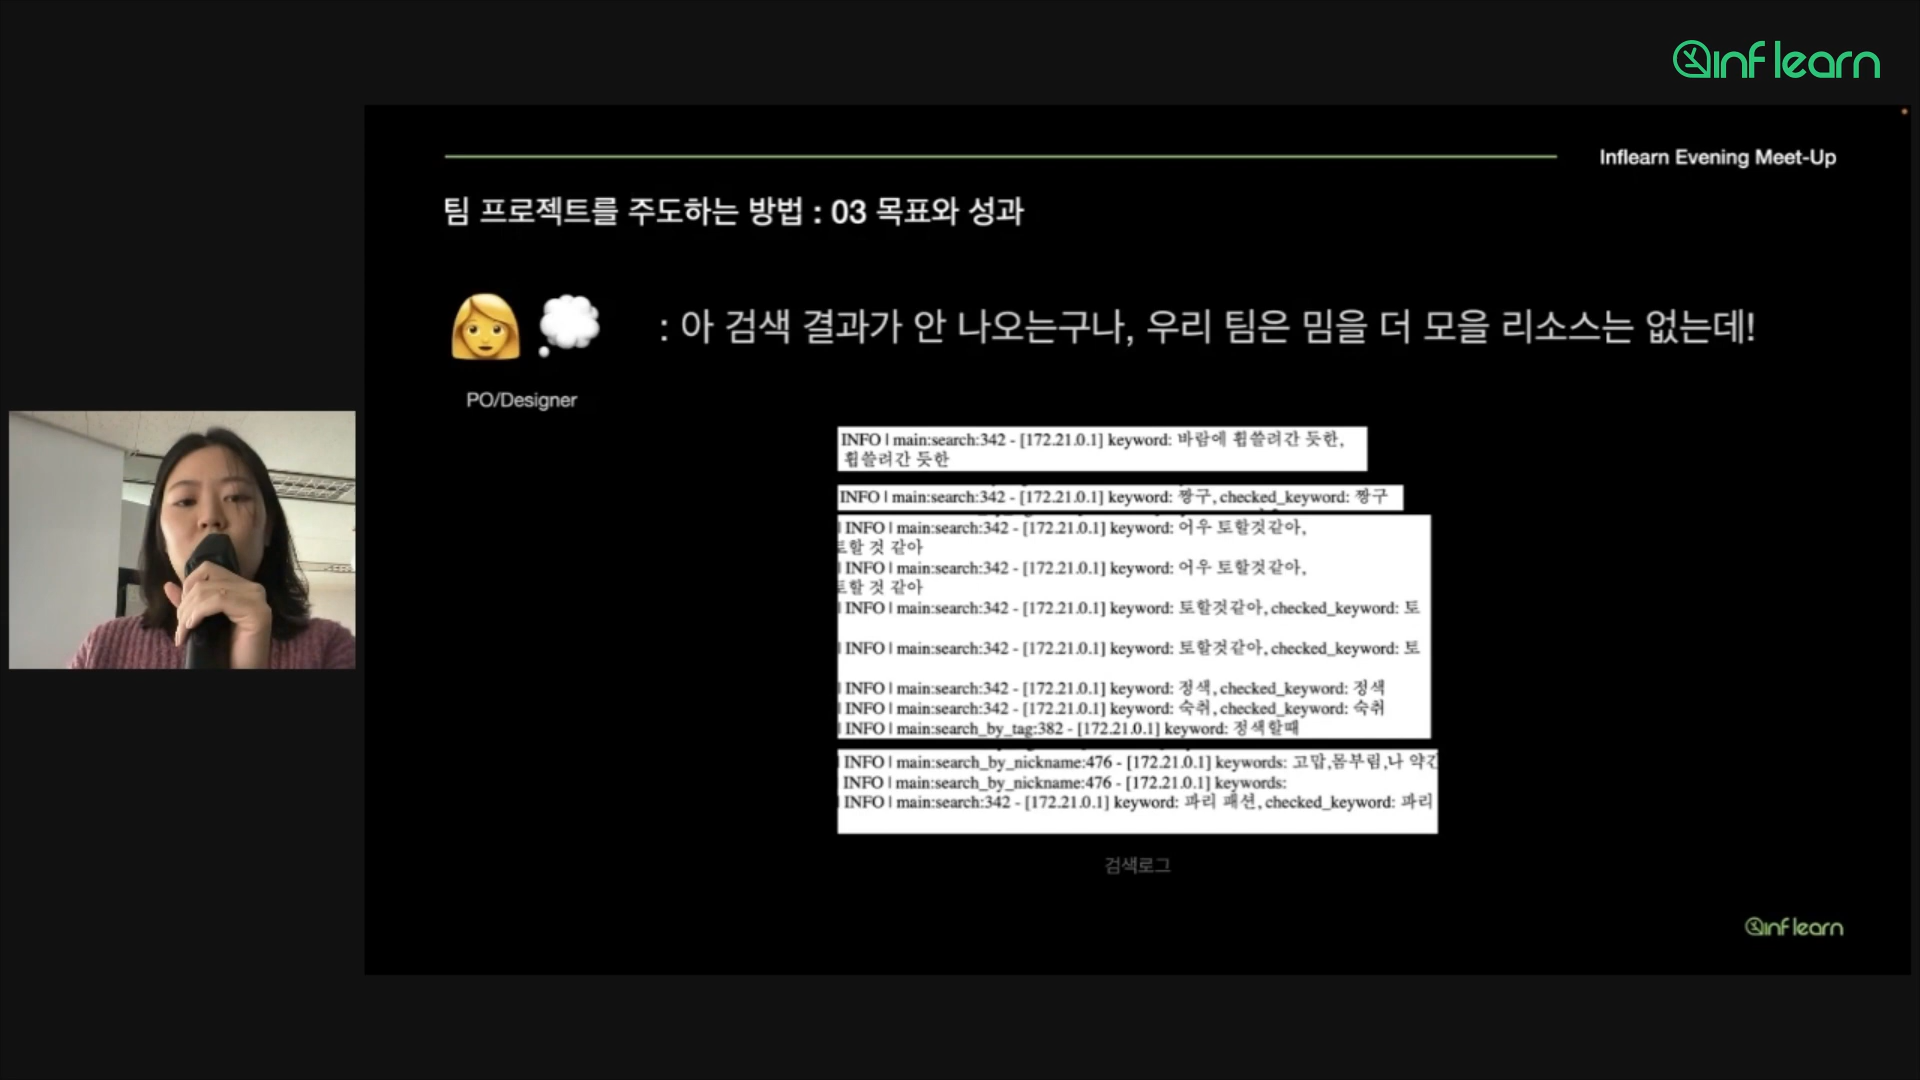 inflearn
Inflearn Evening Meet-Up
팀 프로젝트를 주도하는 방법 : 03 목표와 성과
: 아 검색 결과가 안 나오는구나, 우리 팀은 밈을 더 모을 리소스는 없는데!
PO/Designer
INFO | main:search:342 - [172.21.0.1] keyword: 바람에 휩쓸려간 듯한,
휩쓸려간 듯한
INFO | main:search:342 - [172.21.0.1] keyword: 짱구, checked_keyword: 짱구
| INFO | main:search:342 - [172.21.0.1] keyword: 어우 토할것같아,
토할 것 같아
| INFO | main:search:342 - [172.21.0.1] keyword: 어우 토할것같아,
토할 것 같아
| INFO | main:search:342 - [172.21.0.1] keyword: 토할것같아, checked_keyword: 토
| INFO | main:search:342 - [172.21.0.1] keyword: 토할것같아, checked_keyword: 토
| INFO | main:search:342 - [172.21.0.1] keyword: 정색, checked_keyword: 정색
| INFO | main:search:342 - [172.21.0.1] keyword: 숙취, checked_keyword: 숙취
| INFO | main:search_by_tag:382 - [172.21.0.1] keyword: 정색할때
| INFO | main:search_by_nickname:476 - [172.21.0.1] keywords: 고맙,몸부림,나 약간
INFO | main:search_by_nickname:476 - [172.21.0.1] keywords:
| INFO | main:search:342 - [172.21.0.1] keyword: 파리 패션, checked_keyword: 파리
검색로그
inflearn